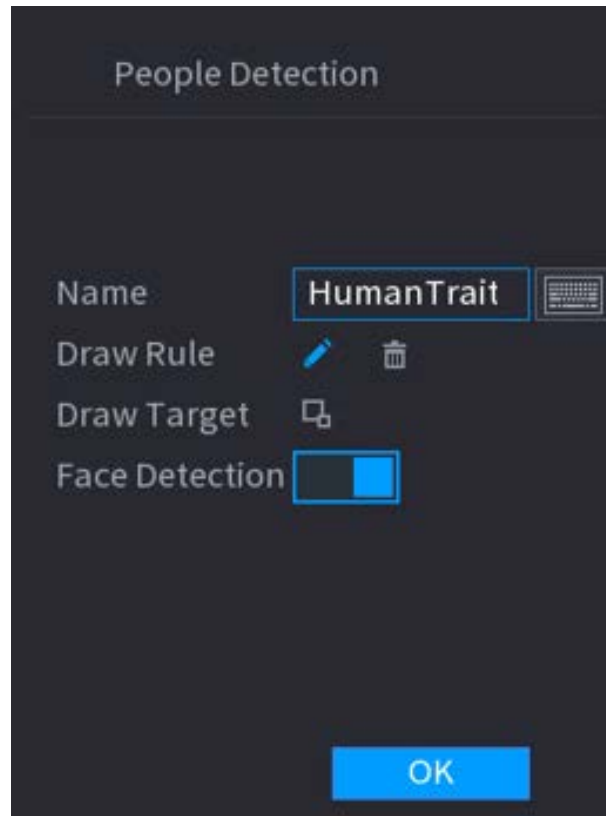 People Detection
Name HumanTrait
Draw Rule
Draw Target
Face Detection
OK